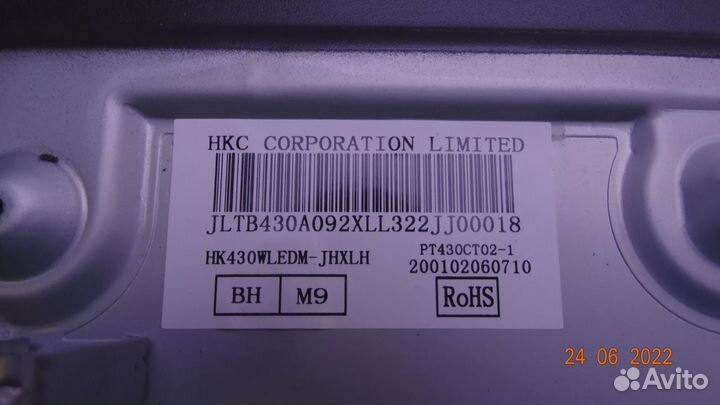 HKC CORPORATION LIMITED
JLTB430A092XLL322JJ00018
HK430WLEDM-JHXLH
PT430CT02-1
200102060710
BH M9
RoHS
24 06 2022
Avito